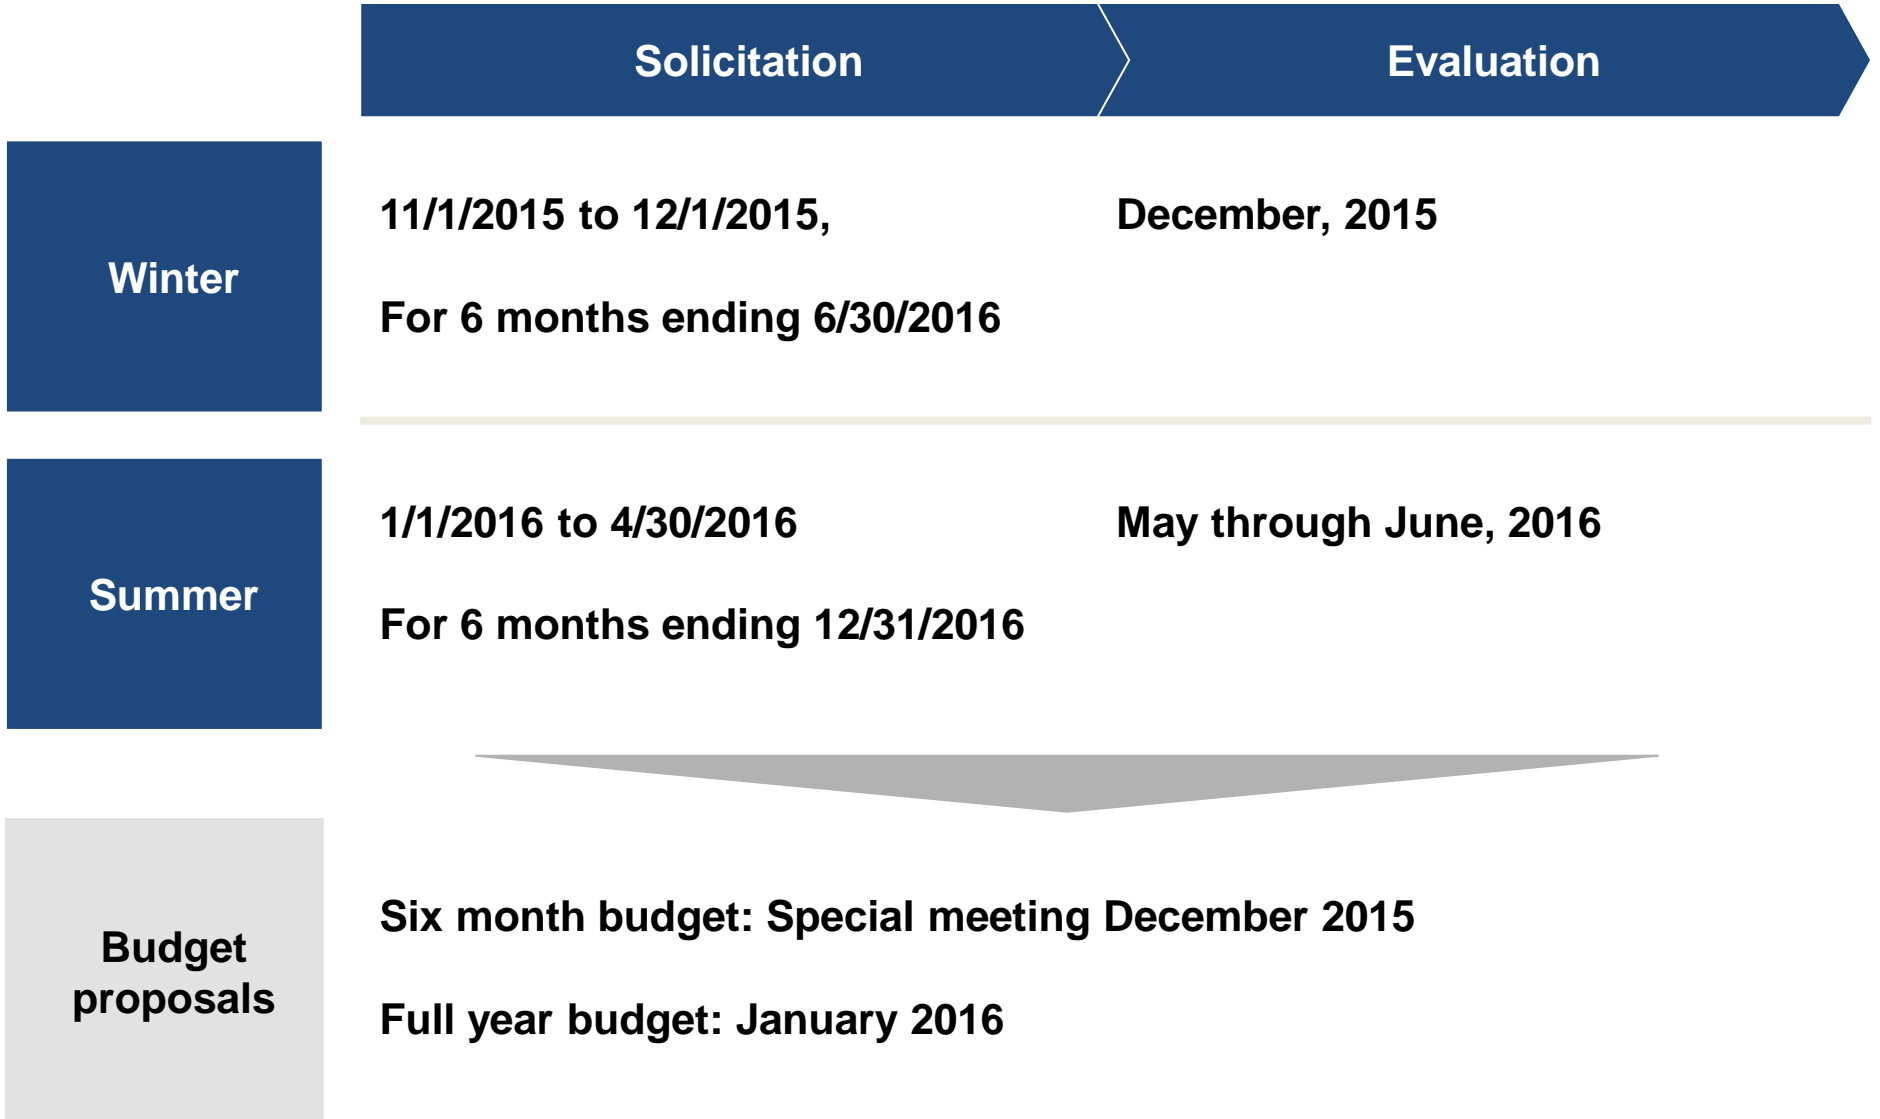 Solicitation
Evaluation
Winter
11/1/2015 to 12/1/2015,
December, 2015
For 6 months ending 6/30/2016
Summer
1/1/2016 to 4/30/2016
May through June, 2016
For 6 months ending 12/31/2016
Budget
proposals
Six month budget: Special meeting December 2015
Full year budget: January 2016